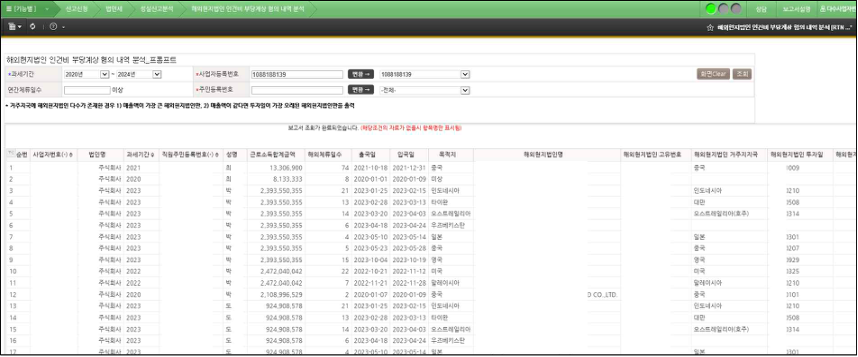 [기능별] 신고신청 법인세 성실신고분석 해외현지법인 인건비 부당계상 혐의 내역 분석 상담 보고서설명
해외현지법인 인건비 부당계상 혐의 내역 분석 [RTN ..."
해외현지법인 인건비 부당계상 혐의 내역 분석_프롬프트
*과세기간 2020년 ~ 2024년 *사업자등록번호 1088188139 변환 → 1088188139 화면Clear 조회
연간체류일수 이상 *주민등록번호 변환 → -전체-
* 거주지국에 해외현지법인 다수가 존재한 경우 1) 매출액이 가장 큰 해외현지법인만, 2) 매출액이 같다면 투자일이 가장 오래된 해외현지법인만을 출력
보고서 조회가 완료되었습니다. (해당조건의 자료가 없을시 항목명만 표시됨)
순번 사업자번호(-) 법인명 과세기간 직원주민등록번호(-) 성명 근로소득합계금액 해외체류일수 출국일 입국일 목적지 해외현지법인명 해외현지법인 고유번호 해외현지법인 거주지국 해외현지법인 투자일
1 주식회사 2021 최 13,306,900 74 2021-10-18 2021-12-31 중국 중국 009
2 주식회사 2020 최 8,133,333 8 2020-01-01 2020-01-09 미상
3 주식회사 2023 박 2,393,550,355 21 2023-01-25 2023-02-15 인도네시아 인도네시아 210
4 주식회사 2023 박 2,393,550,355 13 2023-02-28 2023-03-13 타이완 대만 508
5 주식회사 2023 박 2,393,550,355 14 2023-03-20 2023-04-03 오스트레일리아 오스트레일리아(호주) 314
6 주식회사 2023 박 2,393,550,355 6 2023-04-18 2023-04-24 우즈베키스탄
7 주식회사 2023 박 2,393,550,355 4 2023-05-10 2023-05-14 일본 일본 301
8 주식회사 2023 박 2,393,550,355 5 2023-05-23 2023-05-28 중국 중국 207
9 주식회사 2023 박 2,393,550,355 15 2023-10-04 2023-10-19 영국 영국 829
10 주식회사 2022 박 2,472,040,042 22 2022-10-21 2022-11-12 미국 미국 825
11 주식회사 2022 박 2,472,040,042 7 2022-11-21 2022-11-28 말레이시아 말레이시아 210
12 주식회사 2020 박 2,108,996,529 2 2020-01-07 2020-01-09 중국 CO.,LTD. 중국 101
13 주식회사 2023 도 924,908,578 21 2023-01-25 2023-02-15 인도네시아 인도네시아 210
14 주식회사 2023 도 924,908,578 13 2023-02-28 2023-03-13 타이완 대만 508
15 주식회사 2023 도 924,908,578 14 2023-03-20 2023-04-03 오스트레일리아 오스트레일리아(호주) 314
16 주식회사 2023 도 924,908,578 6 2023-04-18 2023-04-24 우즈베키스탄
17 주식회사 2023 도 924,908,578 4 2023-05-10 2023-05-14 일본 일본 301